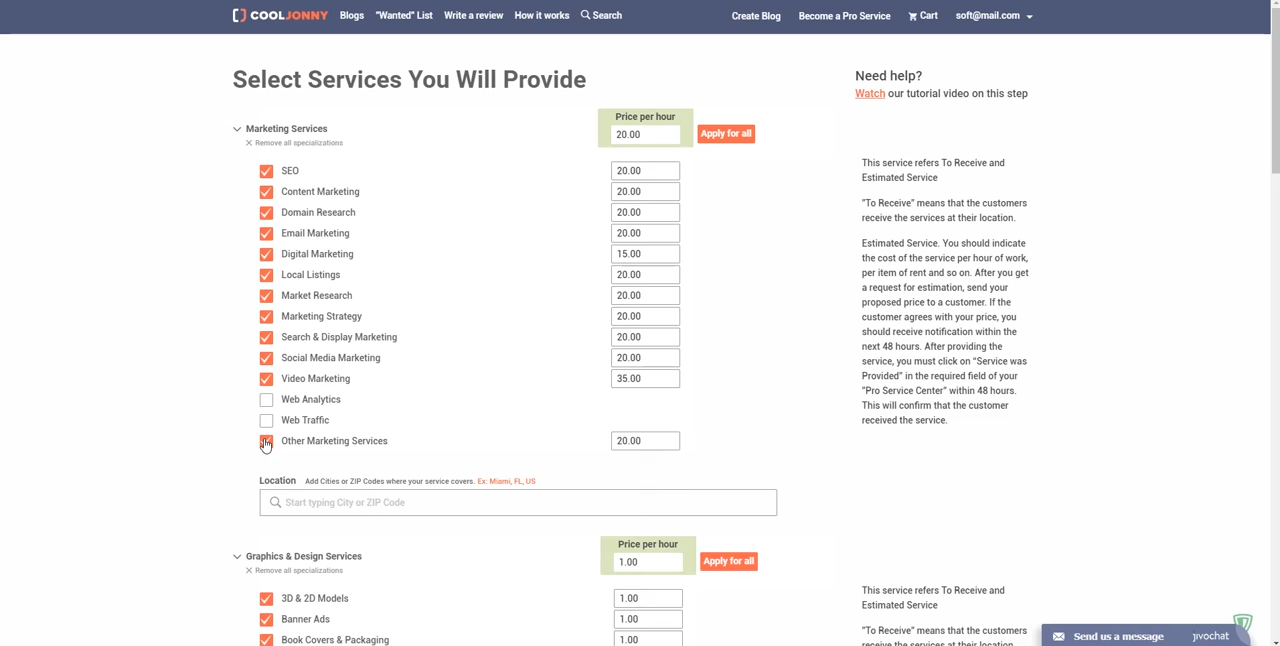 COOLJONNY Blogs "Wanted" List Write a review How it works Search Create Blog Become a Pro Service Cart soft@mail.com
Select Services You Will Provide
Need help?
Watch our tutorial video on this step
Marketing Services
Remove all specializations
Price per hour
20.00
Apply for all
SEO 20.00
Content Marketing 20.00
Domain Research 20.00
Email Marketing 20.00
Digital Marketing 15.00
Local Listings 20.00
Market Research 20.00
Marketing Strategy 20.00
Search & Display Marketing 20.00
Social Media Marketing 20.00
Video Marketing 35.00
Web Analytics
Web Traffic
Other Marketing Services 20.00
This service refers To Receive and
Estimated Service
"To Receive" means that the customers
receive the services at their location.
Estimated Service. You should indicate
the cost of the service per hour of work,
per item of rent and so on. After you get
a request for estimation, send your
proposed price to a customer. If the
customer agrees with your price, you
should receive notification within the
next 48 hours. After providing the
service, you must click on "Service was
Provided" in the required field of your
"Pro Service Center" within 48 hours.
This will confirm that the customer
received the service.
Location Add Cities or ZIP Codes where your service covers. Ex: Miami, FL, US
Start typing City or ZIP Code
Graphics & Design Services
Remove all specializations
Price per hour
1.00
Apply for all
3D & 2D Models 1.00
Banner Ads 1.00
Book Covers & Packaging 1.00
This service refers To Receive and
Estimated Service
"To Receive" means that the customers
receive the services at their location.
Send us a message jivochat